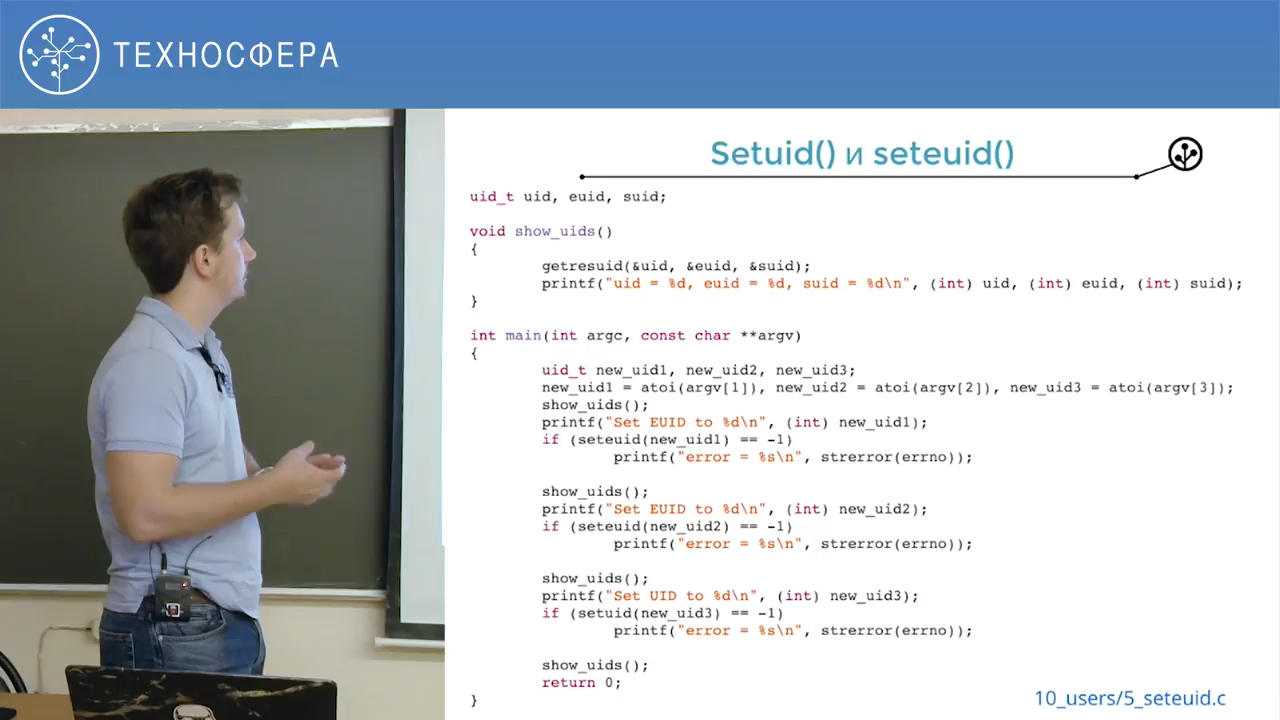 ТЕХНОСФЕРА
Setuid() и seteuid()
uid_t uid, euid, suid;
void show_uids()
{
getresuid(&uid, &euid, &suid);
printf("uid = %d, euid = %d, suid = %d\n", (int) uid, (int) euid, (int) suid);
}
int main(int argc, const char **argv)
{
uid_t new_uid1, new_uid2, new_uid3;
new_uid1 = atoi(argv[1]), new_uid2 = atoi(argv[2]), new_uid3 = atoi(argv[3]);
show_uids();
printf("Set EUID to %d\n", (int) new_uid1);
if (seteuid(new_uid1) == -1)
printf("error = %s\n", strerror(errno));
show_uids();
printf("Set EUID to %d\n", (int) new_uid2);
if (seteuid(new_uid2) == -1)
printf("error = %s\n", strerror(errno));
show_uids();
printf("Set UID to %d\n", (int) new_uid3);
if (setuid(new_uid3) == -1)
printf("error = %s\n", strerror(errno));
show_uids();
return 0;
}
10_users/5_seteuid.c